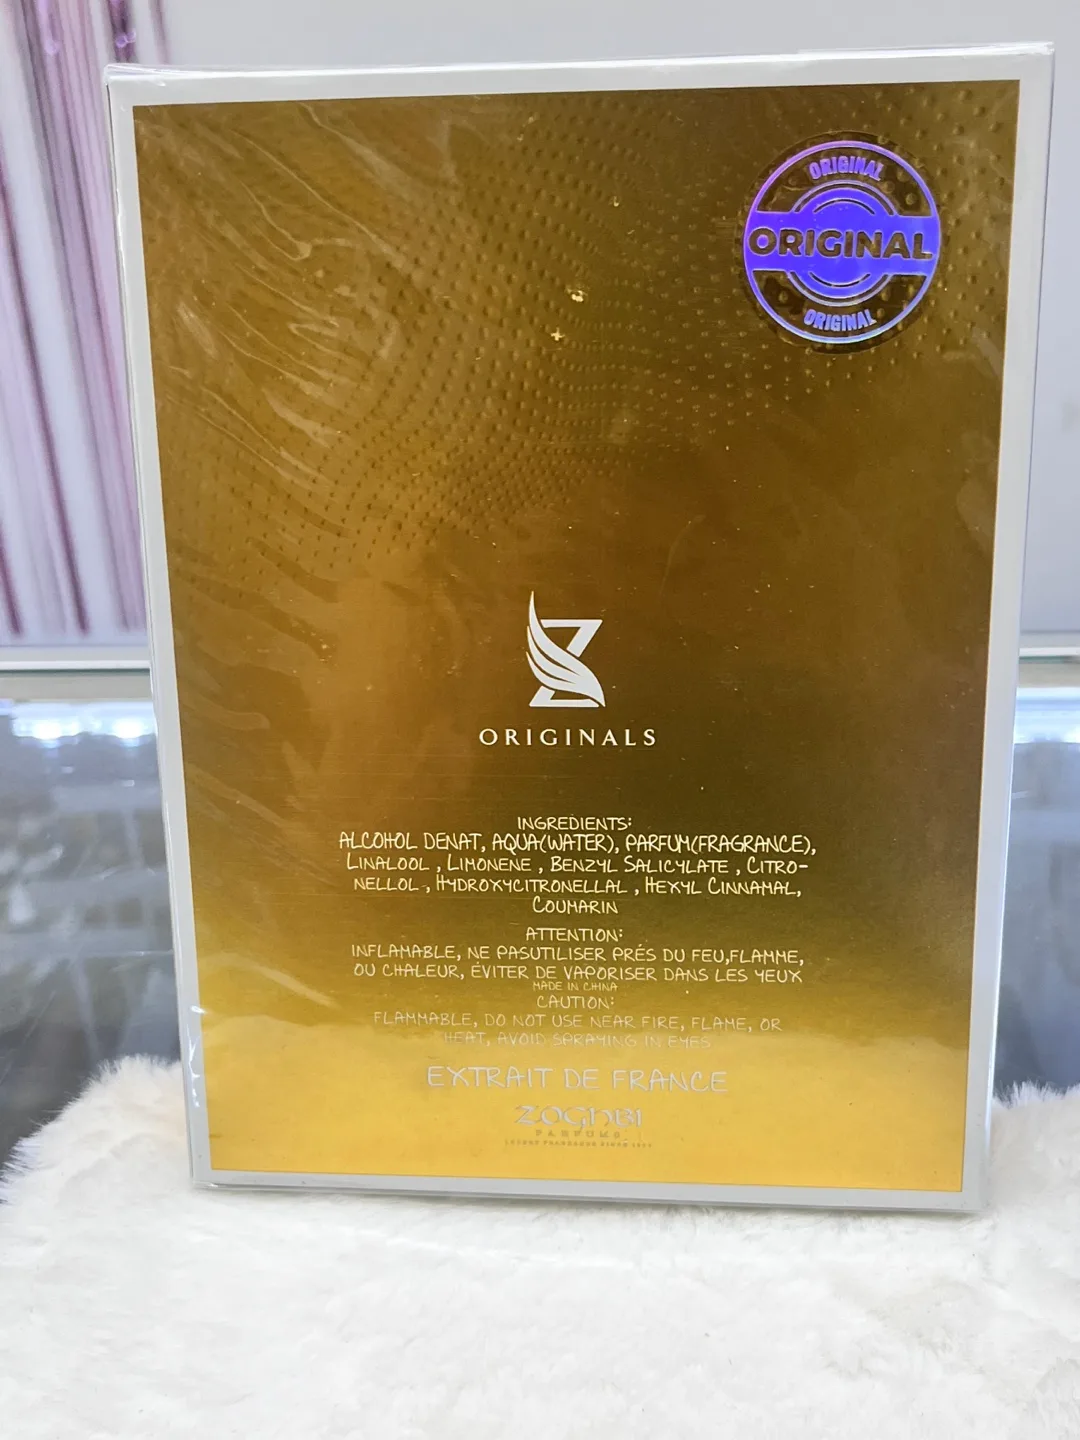 ORIGINAL
ORIGINAL
ORIGINAL
Z
ORIGINALS
INGREDIENTS:
ALCOHOL DENAT, AQUA(WATER), PARFUM(FRAGRANCE),
LINALOOL , LIMONENE , BENZYL SALICYLATE , CITRO-
NELLOL , HYDROXYCITRONELLAL , HEXYL CINNAMAL,
COUMARIN
ATTENTION:
INFLAMABLE, NE PASUTILISER PRÉS DU FEU,FLAMME,
OU CHALEUR, ÉVITER DE VAPORISER DANS LES YEUX
MADE IN CHINA
CAUTION:
FLAMMABLE, DO NOT USE NEAR FIRE, FLAME, OR
HEAT, AVOID SPRAYING IN EYES
EXTRAIT DE FRANCE
ZOGHBI
PARFUMS
LUXURY FRAGRANCE SINCE